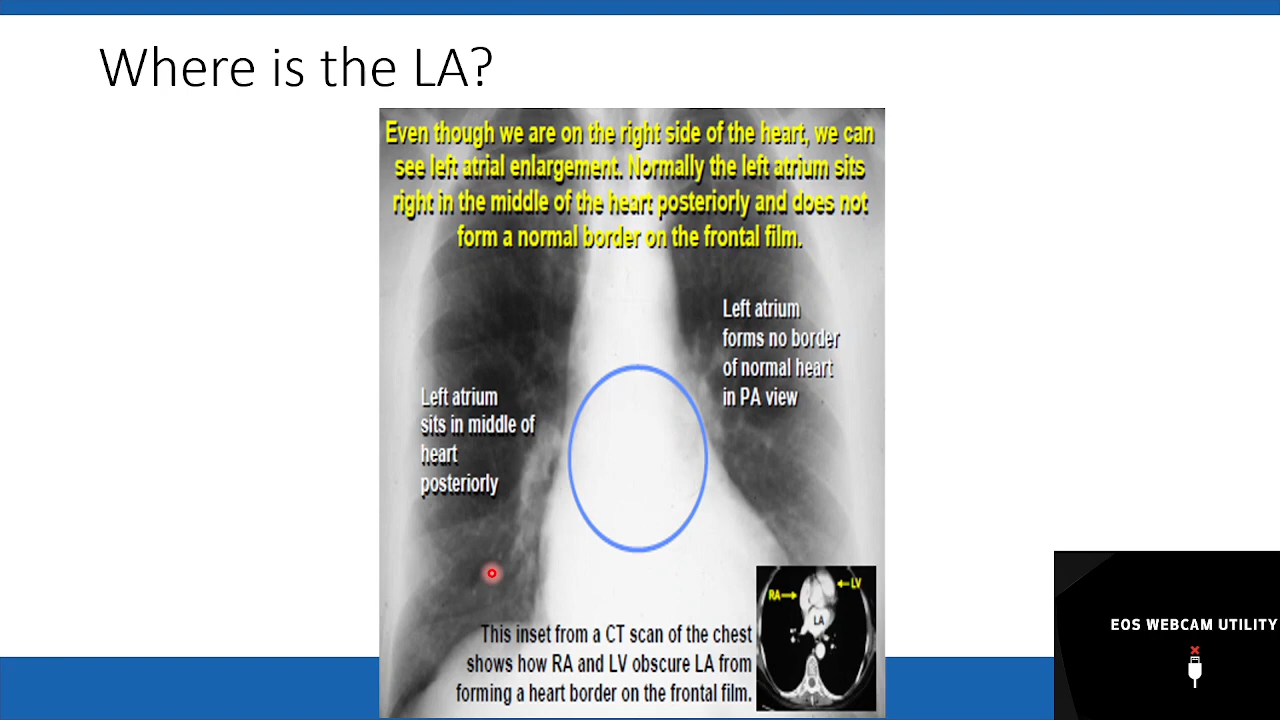 Where is the LA?
Even though we are on the right side of the heart, we can
see left atrial enlargement. Normally the left atrium sits
right in the middle of the heart posteriorly and does not
form a normal border on the frontal film.
Left atrium
forms no border
of normal heart
in PA view
Left atrium
sits in middle of
heart
posteriorly
This inset from a CT scan of the chest
shows how RA and LV obscure LA from
forming a heart border on the frontal film.
RA
LV
LA
EOS WEBCAM UTILITY